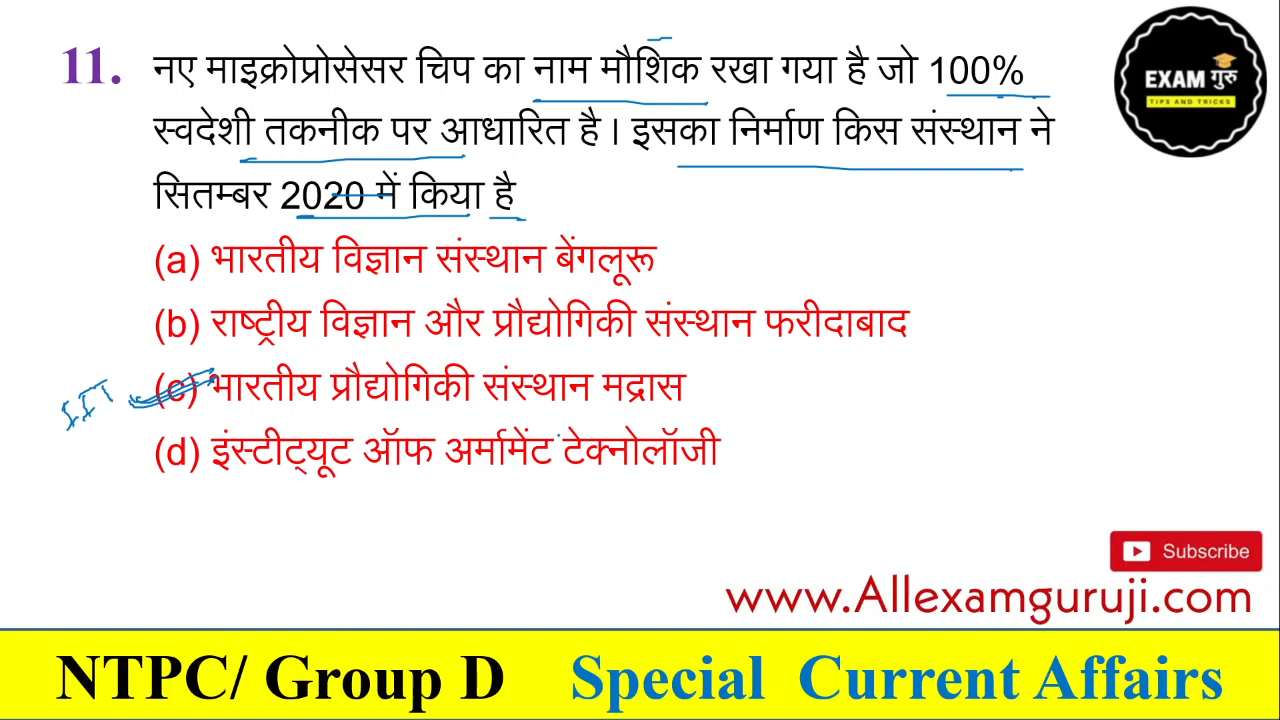 11. नए माइक्रोप्रोसेसर चिप का नाम मौशिक रखा गया है जो 100%
स्वदेशी तकनीक पर आधारित है। इसका निर्माण किस संस्थान ने
सितम्बर 2020 में किया है
(a) भारतीय विज्ञान संस्थान बेंगलूरू
(b) राष्ट्रीय विज्ञान और प्रौद्योगिकी संस्थान फरीदाबाद
(c) भारतीय प्रौद्योगिकी संस्थान मद्रास
IIT
(d) इंस्टीट्यूट ऑफ अर्मामेंट टेक्नोलॉजी
EXAM गुरु
TIPS AND TRICKS
Subscribe
www.Allexamguruji.com
NTPC/ Group D Special Current Affairs